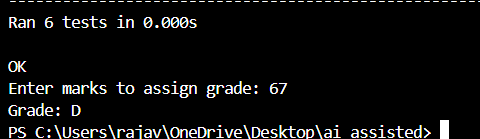 ----------------------------------------------------------------------
Ran 6 tests in 0.000s
OK
Enter marks to assign grade: 67
Grade: D
PS C:\Users\rajav\OneDrive\Desktop\ai assisted>